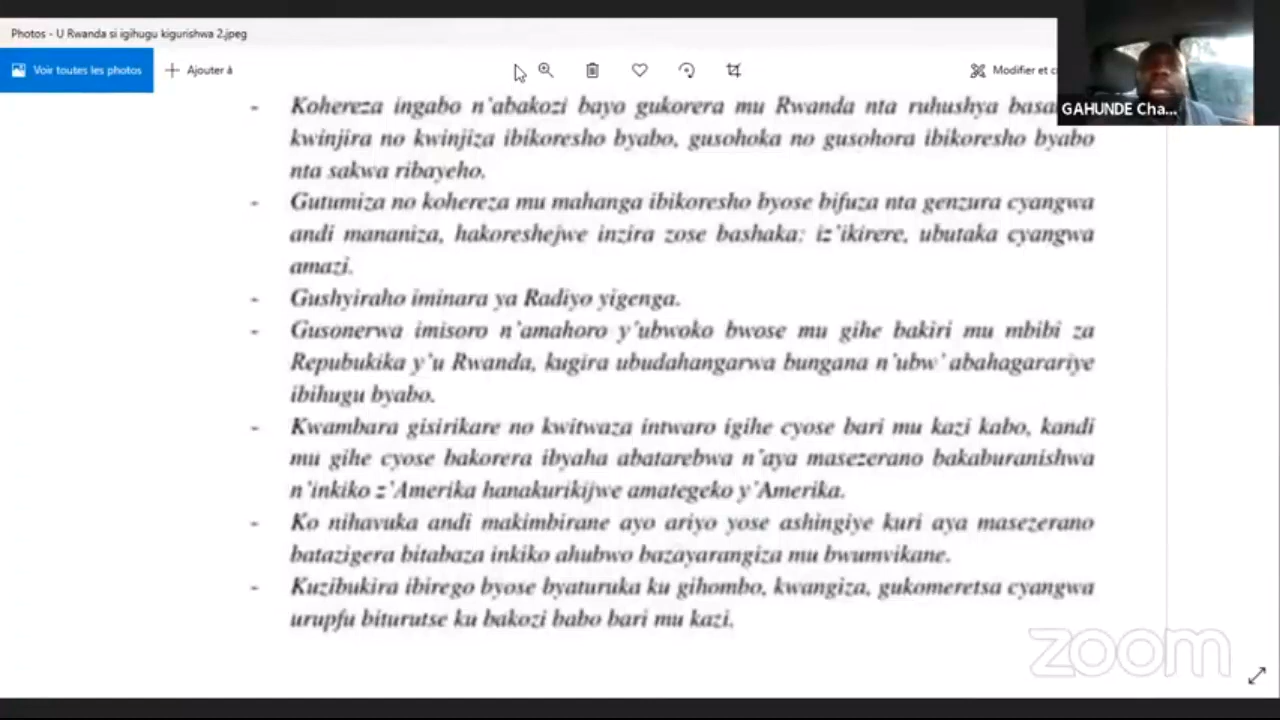 Photos - U Rwanda si igihugu kigurishwa 2.jpeg
Voir toutes les photos
Ajouter à
Modifier et c
GAHUNDE Cha...
- Kohereza ingabo n'abakozi bayo gukorera mu Rwanda nta ruhushya basa
kwinjira no kwinjiza ibikoresho byabo, gusohoka no gusohora ibikoresho byabo
nta sakwa ribayeho.
- Gutumiza no kohereza mu mahanga ibikoresho byose bifuza nta genzura cyangwa
andi mananiza, hakoreshejwe inzira zose bashaka; iz'ikirere, ubutaka cyangwa
amazi.
- Gushyiraho iminara ya Radiyo yigenga.
- Gusonerwa imisoro n'amahoro y'ubwoko bwose mu gihe bakiri mu mbibi za
Repubukika y'u Rwanda, kugira ubudahangarwa bungana n'ubw' abahagarariye
ibihugu byabo.
- Kwambara gisirikare no kwitwaza intwaro igihe cyose bari mu kazi kabo, kandi
mu gihe cyose bakorera ibyaha abatarebwa n'aya masezerano bakaburanishwa
n'inkiko z'Amerika hanakurikijwe amategeko y'Amerika.
- Ko nihavuka andi makimbirane ayo ariyo yose ashingiye kuri aya masezerano
batazigera bitabaza inkiko ahubwo bazayarangiza mu bwumvikane.
- Kuzibukira ibirego byose byaturuka ku gihombo, kwangiza, gukomeretsa cyangwa
urupfu biturutse ku bakozi babo bari mu kazi.
zoom